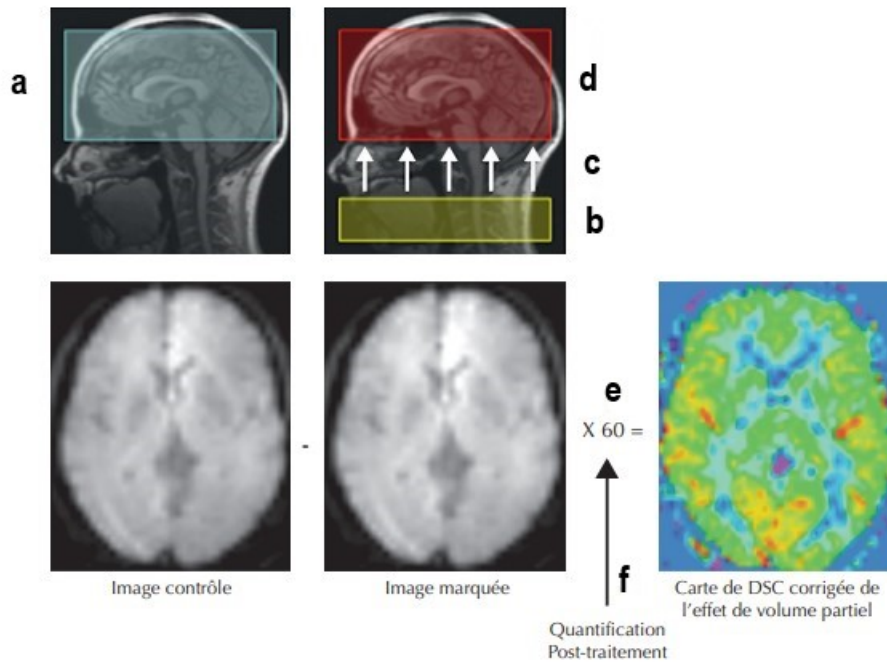 a
d
c
b
e
X 60 =
-
f
Image contrôle
Image marquée
Carte de DSC corrigée de
l'effet de volume partiel
Quantification
Post-traitement